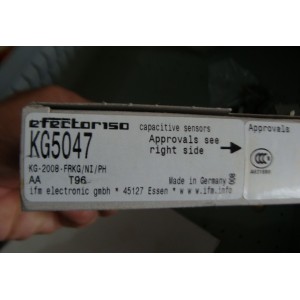 efector150 capacitive sensors
KG5047
Approvals see
right side
KG-2008-FRKG/NI/PH
AA T96 Made in Germany
ifm electronic gmbh * 45127 Essen * www.ifm.info
Approvals
CCC